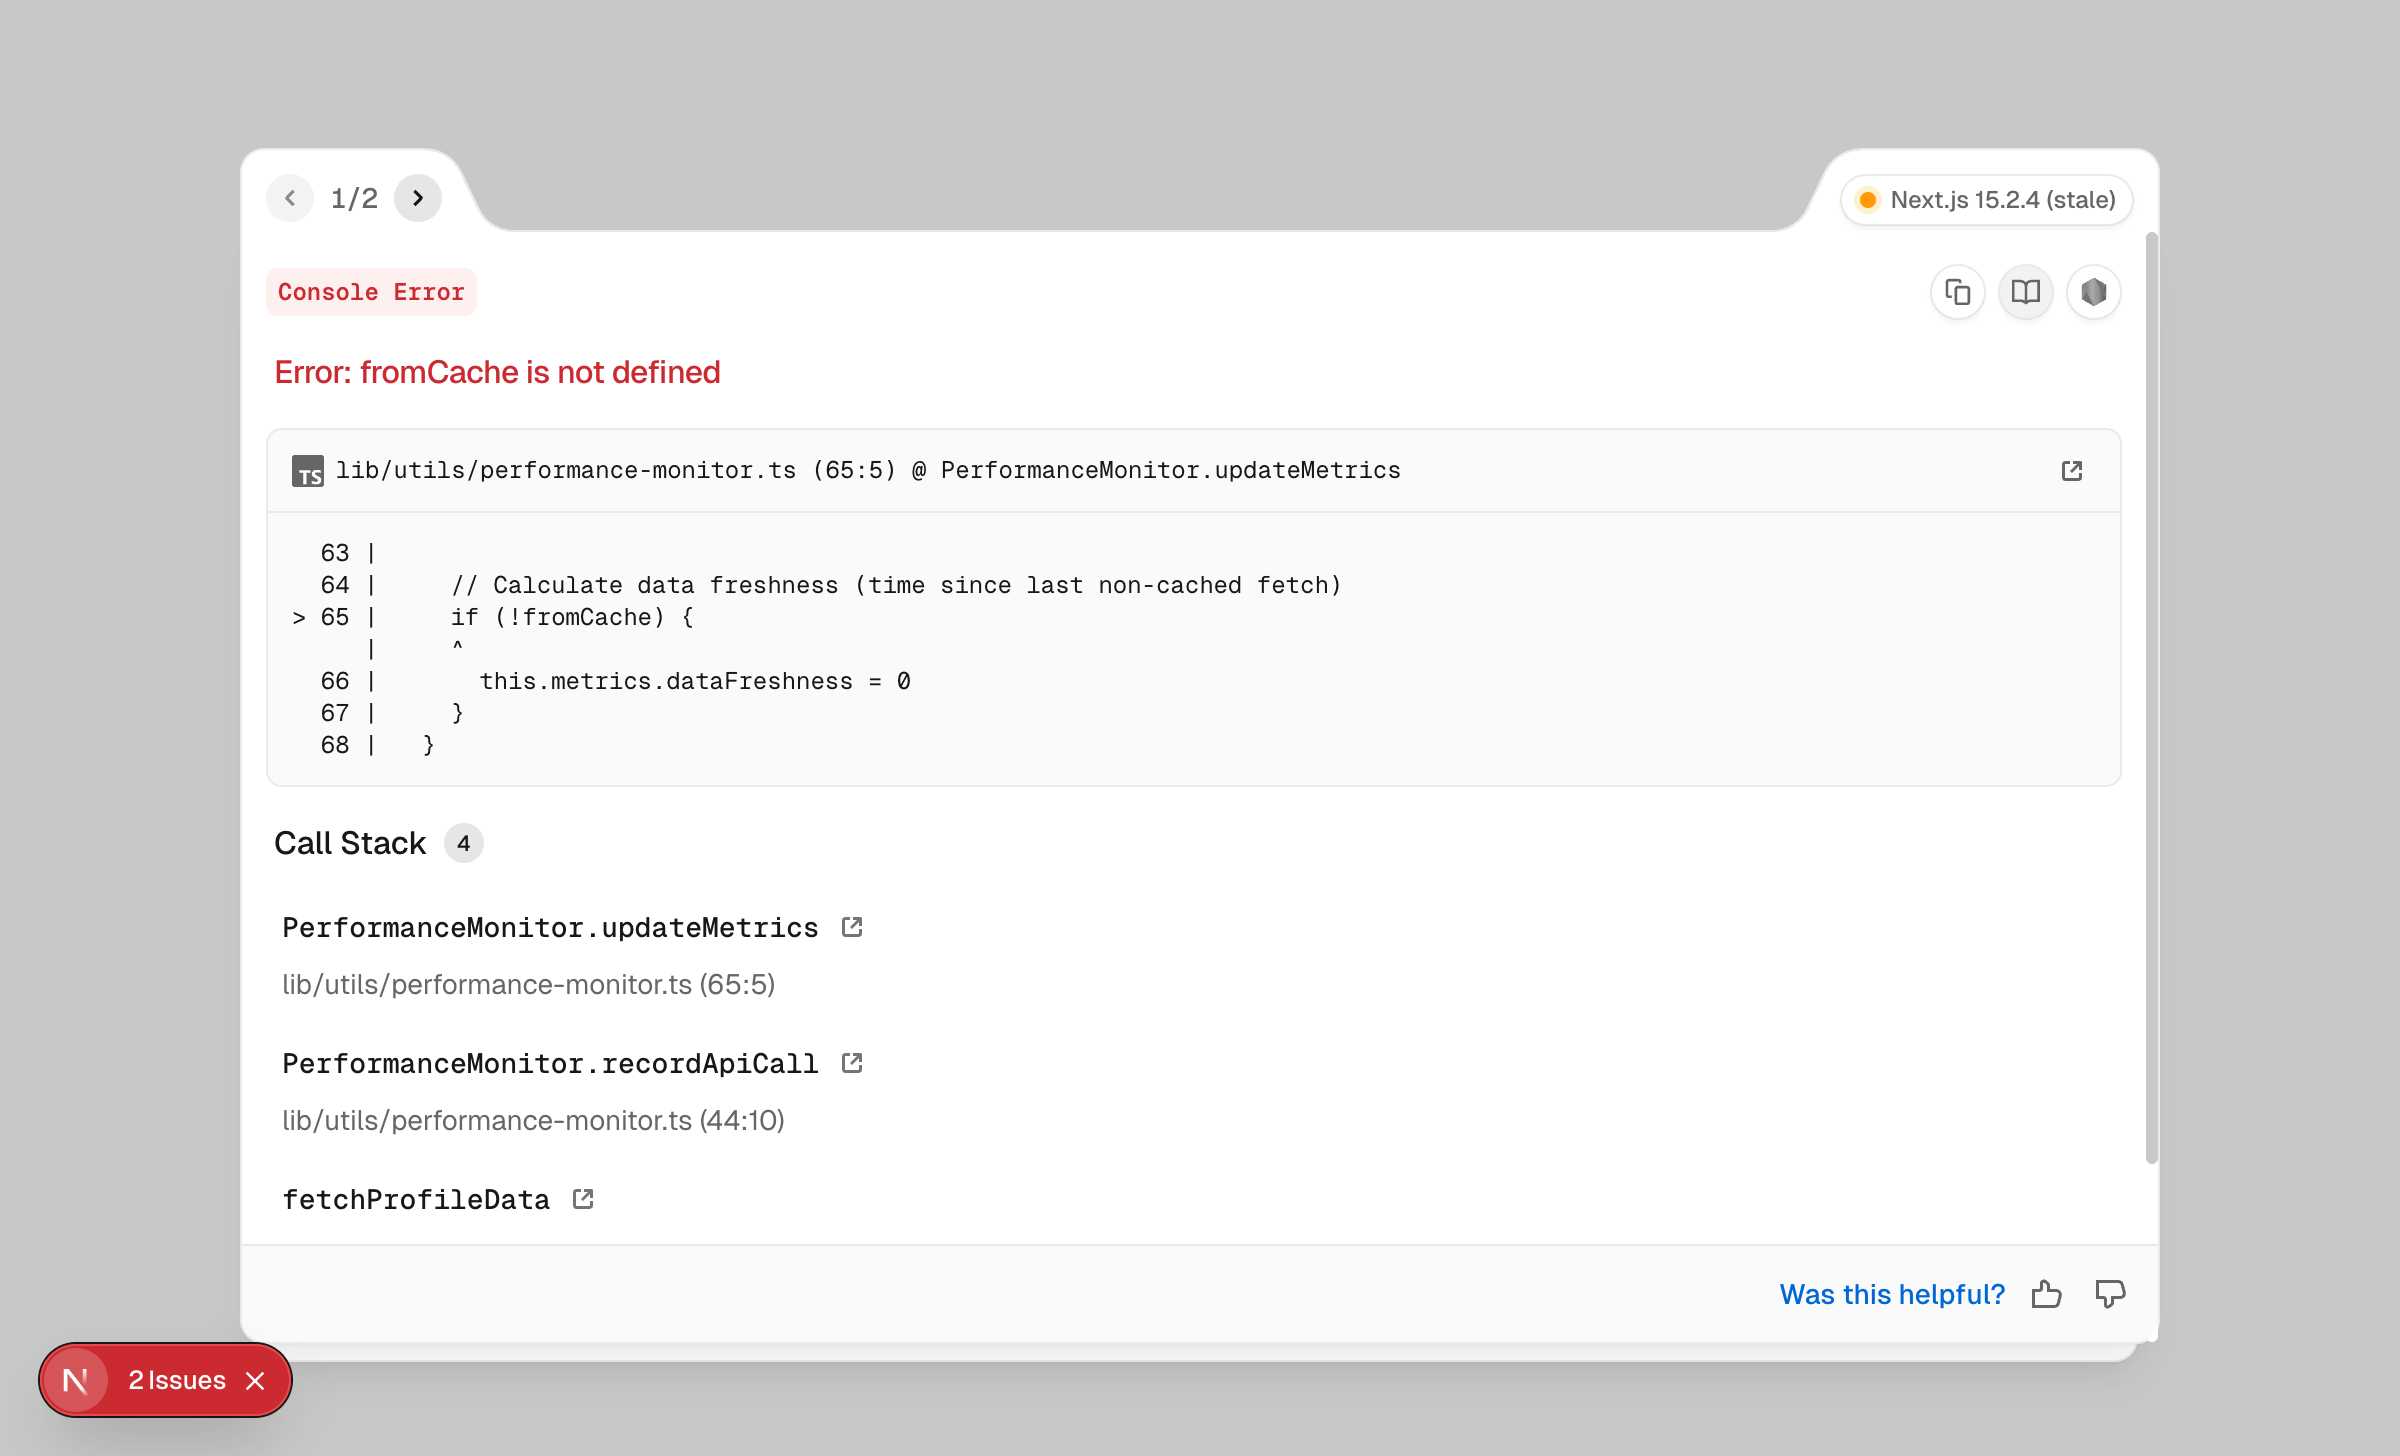 1/2
Next.js 15.2.4 (stale)
Console Error
Error: fromCache is not defined
TS lib/utils/performance-monitor.ts (65:5) @ PerformanceMonitor.updateMetrics
63 |
64 |     // Calculate data freshness (time since last non-cached fetch)
> 65 |     if (!fromCache) {
|     ^
66 |       this.metrics.dataFreshness = 0
67 |     }
68 |   }
Call Stack 4
PerformanceMonitor.updateMetrics
lib/utils/performance-monitor.ts (65:5)
PerformanceMonitor.recordApiCall
lib/utils/performance-monitor.ts (44:10)
fetchProfileData
Was this helpful?
N 2 Issues